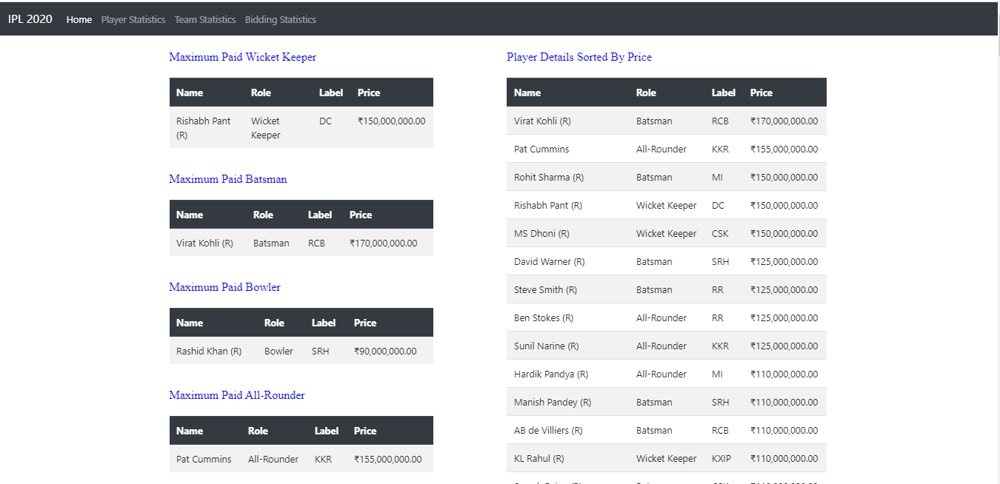 IPL 2020 Home Player Statistics Team Statistics Bidding Statistics
Maximum Paid Wicket Keeper
Name Role Label Price
Rishabh Pant (R) Wicket Keeper DC ₹150,000,000.00
Maximum Paid Batsman
Name Role Label Price
Virat Kohli (R) Batsman RCB ₹170,000,000.00
Maximum Paid Bowler
Name Role Label Price
Rashid Khan (R) Bowler SRH ₹90,000,000.00
Maximum Paid All-Rounder
Name Role Label Price
Pat Cummins All-Rounder KKR ₹155,000,000.00
Player Details Sorted By Price
Name Role Label Price
Virat Kohli (R) Batsman RCB ₹170,000,000.00
Pat Cummins All-Rounder KKR ₹155,000,000.00
Rohit Sharma (R) Batsman MI ₹150,000,000.00
Rishabh Pant (R) Wicket Keeper DC ₹150,000,000.00
MS Dhoni (R) Wicket Keeper CSK ₹150,000,000.00
David Warner (R) Batsman SRH ₹125,000,000.00
Steve Smith (R) Batsman RR ₹125,000,000.00
Ben Stokes (R) All-Rounder RR ₹125,000,000.00
Sunil Narine (R) All-Rounder KKR ₹125,000,000.00
Hardik Pandya (R) All-Rounder MI ₹110,000,000.00
Manish Pandey (R) Batsman SRH ₹110,000,000.00
AB de Villiers (R) Batsman RCB ₹110,000,000.00
KL Rahul (R) Wicket Keeper KXIP ₹110,000,000.00